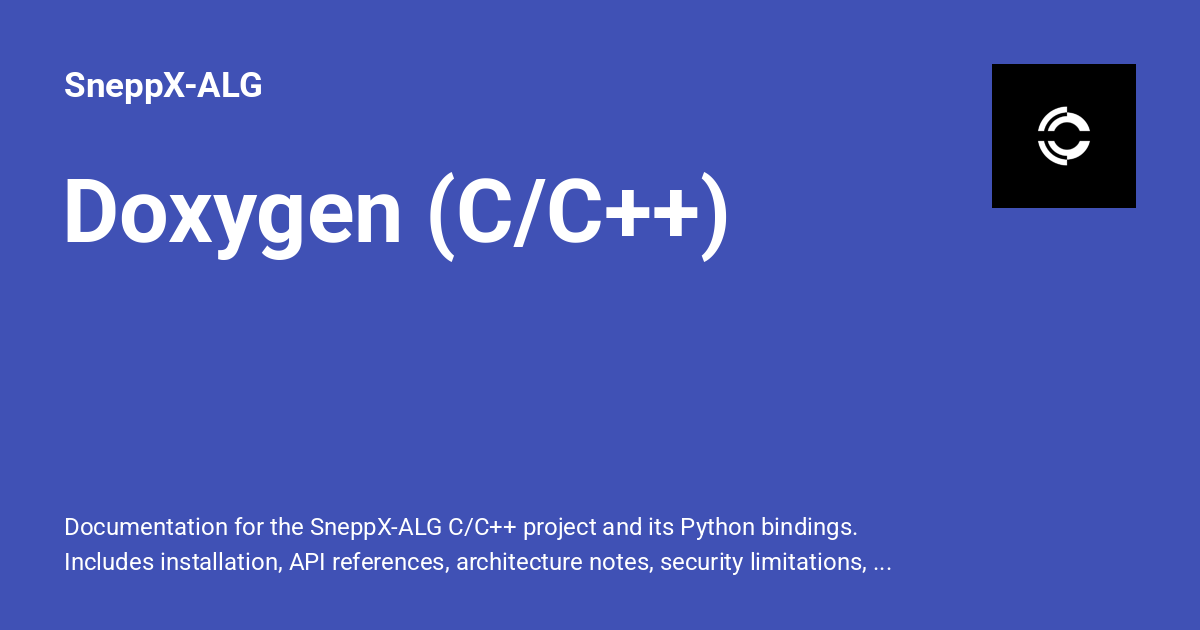 SneppX-ALG
Doxygen (C/C++)
Documentation for the SneppX-ALG C/C++ project and its Python bindings.
Includes installation, API references, architecture notes, security limitations, ...